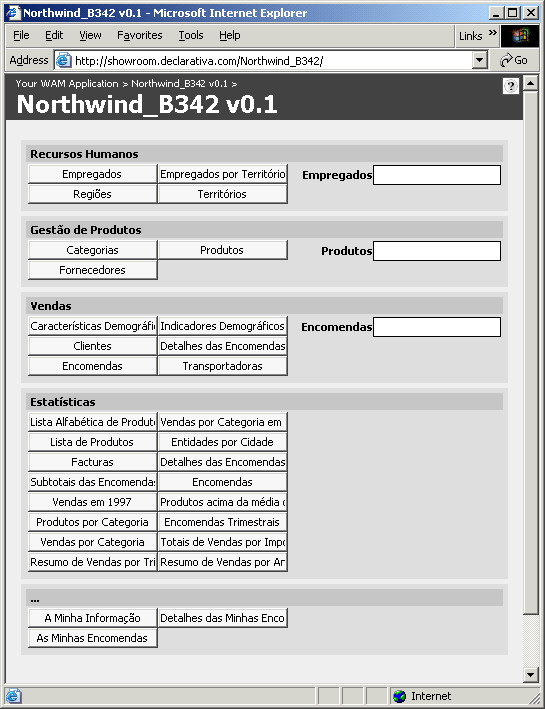 Northwind_B342 v0.1 - Microsoft Internet Explorer
File Edit View Favorites Tools Help Links »
Address http://showroom.declarativa.com/Northwind_B342/ Go
Your WAM Application > Northwind_B342 v0.1 >
?
Northwind_B342 v0.1
Recursos Humanos
Empregados Empregados por Território Empregados
Regiões Territórios
Gestão de Produtos
Categorias Produtos Produtos
Fornecedores
Vendas
Características Demográfi Indicadores Demográficos Encomendas
Clientes Detalhes das Encomendas
Encomendas Transportadoras
Estatísticas
Lista Alfabética de Produt Vendas por Categoria em
Lista de Produtos Entidades por Cidade
Facturas Detalhes das Encomendas
Subtotais das Encomendas Encomendas
Vendas em 1997 Produtos acima da média
Produtos por Categoria Encomendas Trimestrais
Vendas por Categoria Totais de Vendas por Impo
Resumo de Vendas por Tri Resumo de Vendas por An
...
A Minha Informação Detalhes das Minhas Enco
As Minhas Encomendas
Internet